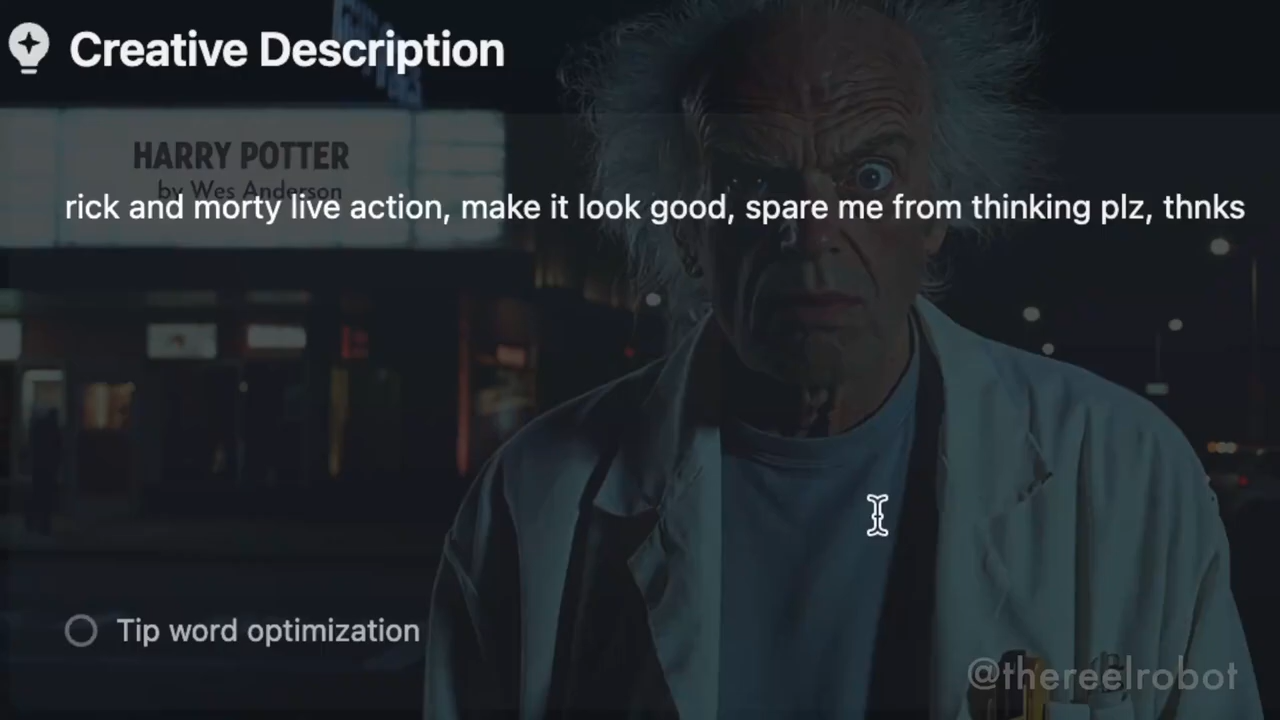 Creative Description
HARRY POTTER
by Wes Anderson
rick and morty live action, make it look good, spare me from thinking plz, thnks
Tip word optimization
@thereelrobot